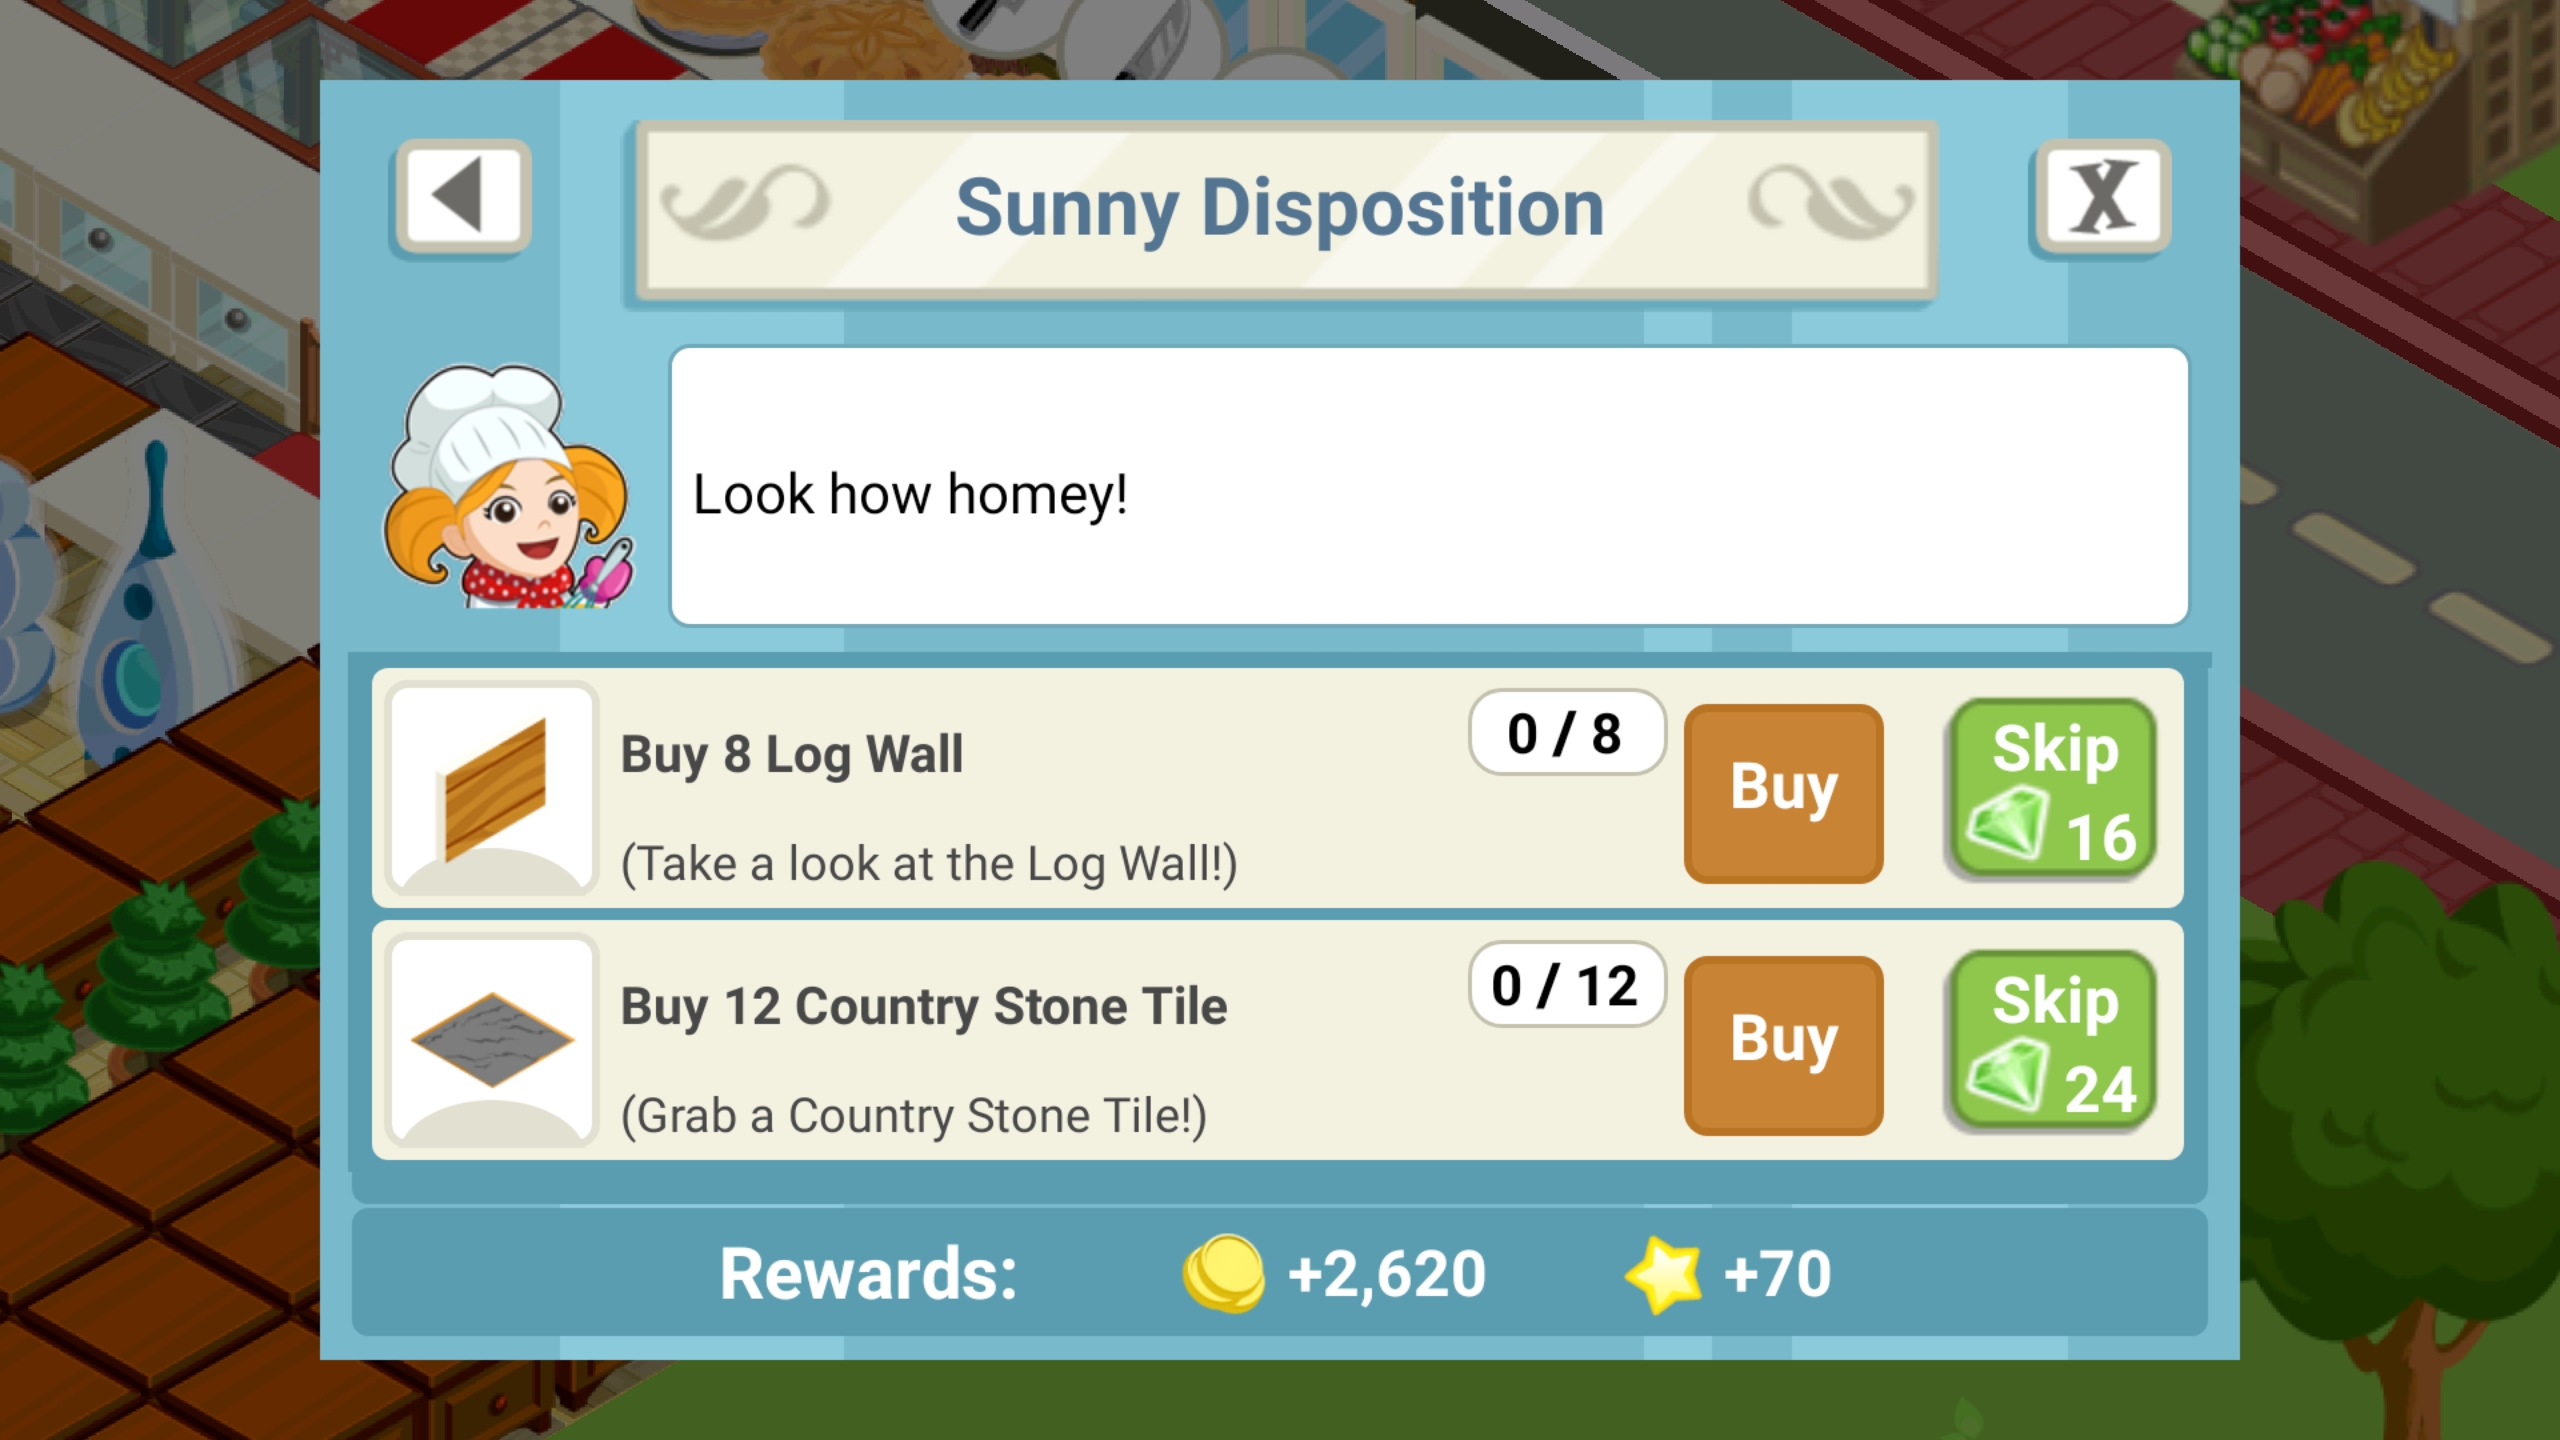 X
Sunny Disposition
Look how homey!
Buy 8 Log Wall
(Take a look at the Log Wall!)
0 / 8
Buy
Skip
16
Buy 12 Country Stone Tile
(Grab a Country Stone Tile!)
0 / 12
Buy
Skip
24
Rewards: +2,620 +70